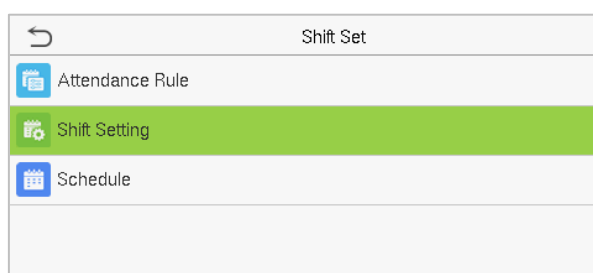 Shift Set
Attendance Rule
Shift Setting
Schedule